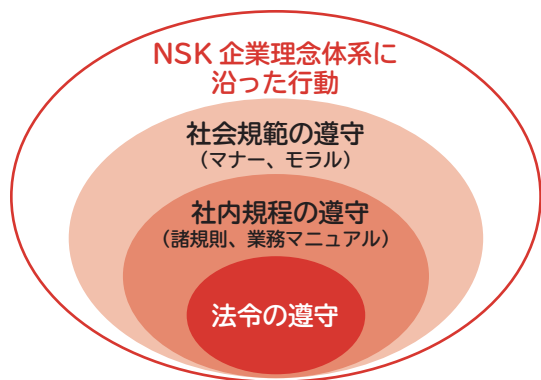 NSK 企業理念体系に
沿った行動
社会規範の遵守
（マナー、モラル）
社内規程の遵守
（諸規則、業務マニュアル）
法令の遵守